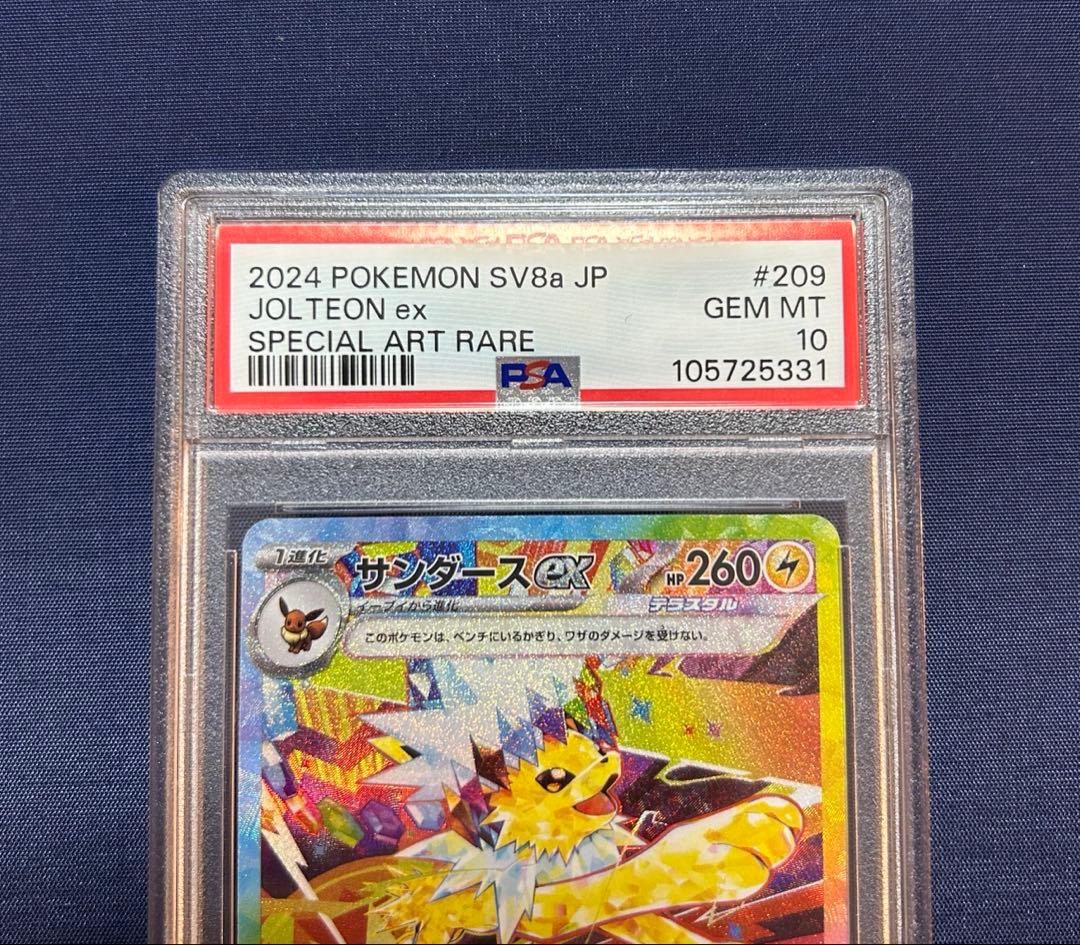 2024 POKEMON SV8a JP #209
JOLTEON ex GEM MT
SPECIAL ART RARE 10
PSA 105725331
1進化 サンダースex HP260
イーブイから進化 テラスタル
このポケモンは、ベンチにいるかぎり、ワザのダメージを受けない。